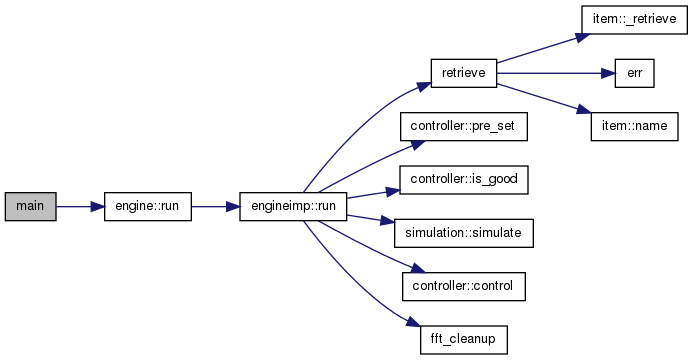 item::_retrieve
retrieve
err
controller::pre_set
item::name
controller::is_good
main
engine::run
engineimp::run
simulation::simulate
controller::control
fft_cleanup